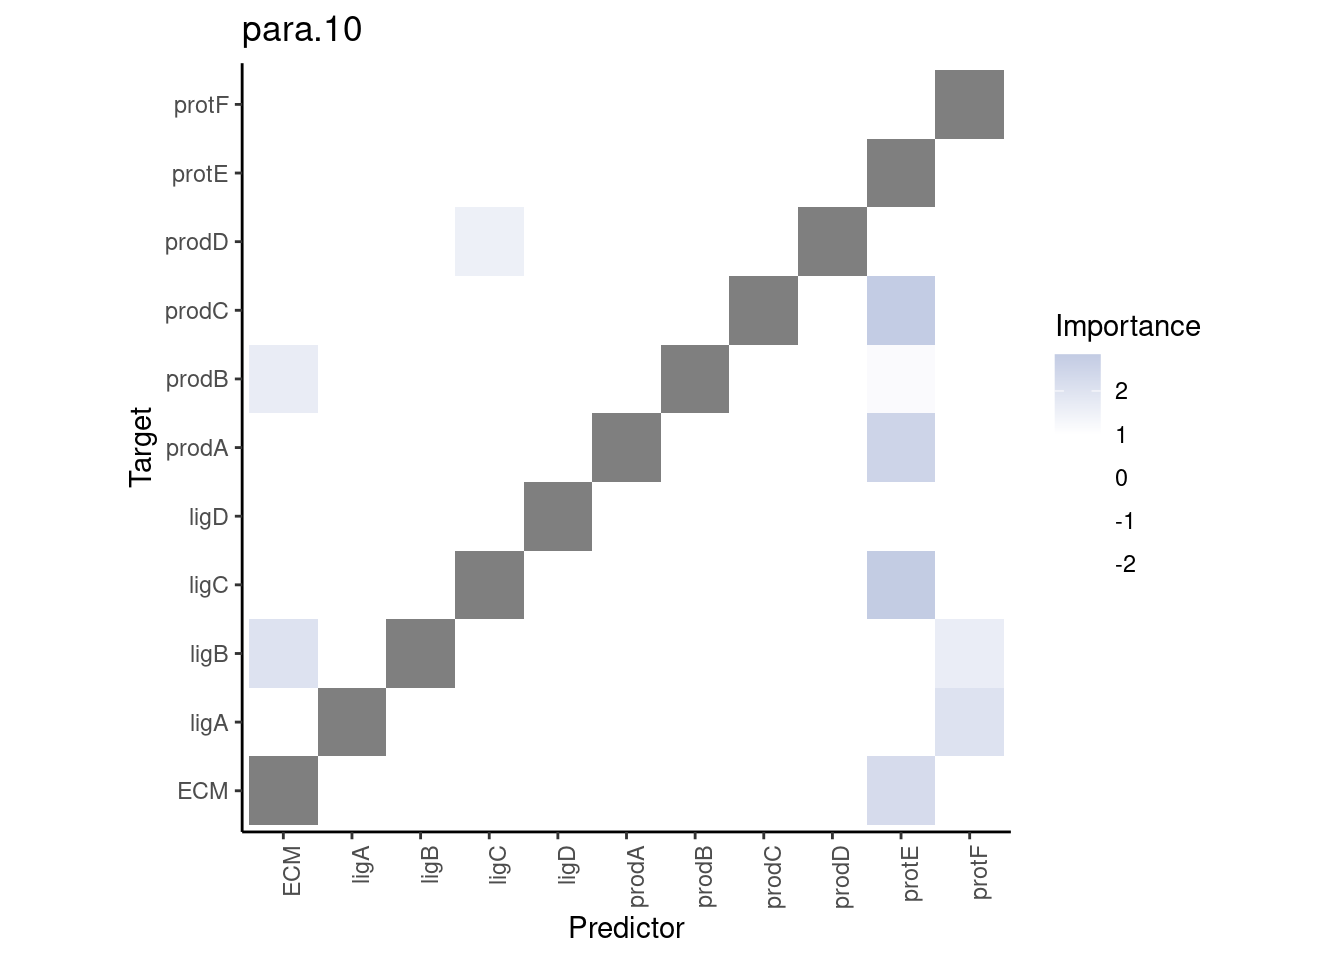 para.10
protF
protE
prodD
prodC
prodB
prodA
ligD
ligC
ligB
ligA
ECM
Target
ECM
ligA
ligB
ligC
ligD
prodA
prodB
prodC
prodD
protE
protF
Predictor
Importance
2
1
0
-1
-2